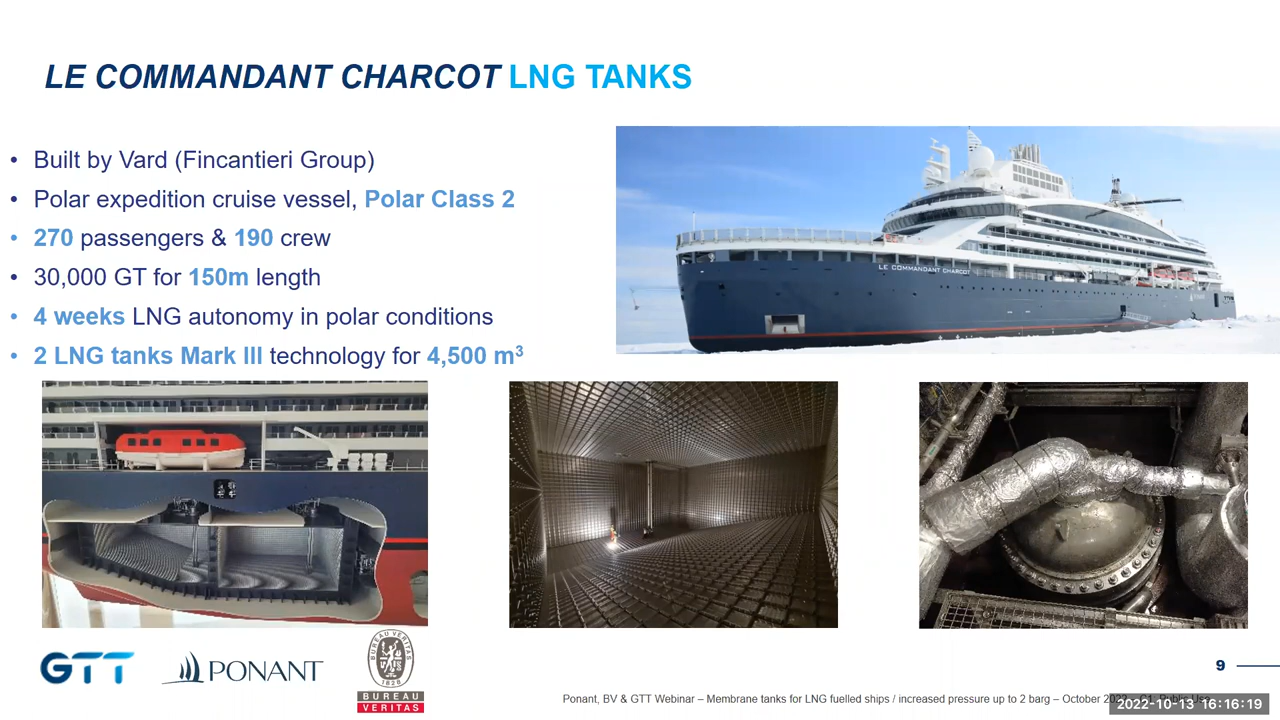 LE COMMANDANT CHARCOT LNG TANKS
• Built by Vard (Fincantieri Group)
• Polar expedition cruise vessel, Polar Class 2
• 270 passengers & 190 crew
• 30,000 GT for 150m length
• 4 weeks LNG autonomy in polar conditions
• 2 LNG tanks Mark III technology for 4,500 m³
LE COMMANDANT CHARCOT
GTT
PONANT
BUREAU VERITAS
1828
BUREAU
VERITAS
9
Ponant, BV & GTT Webinar – Membrane tanks for LNG fuelled ships / increased pressure up to 2 barg – October
2022-10-13 16:16:19